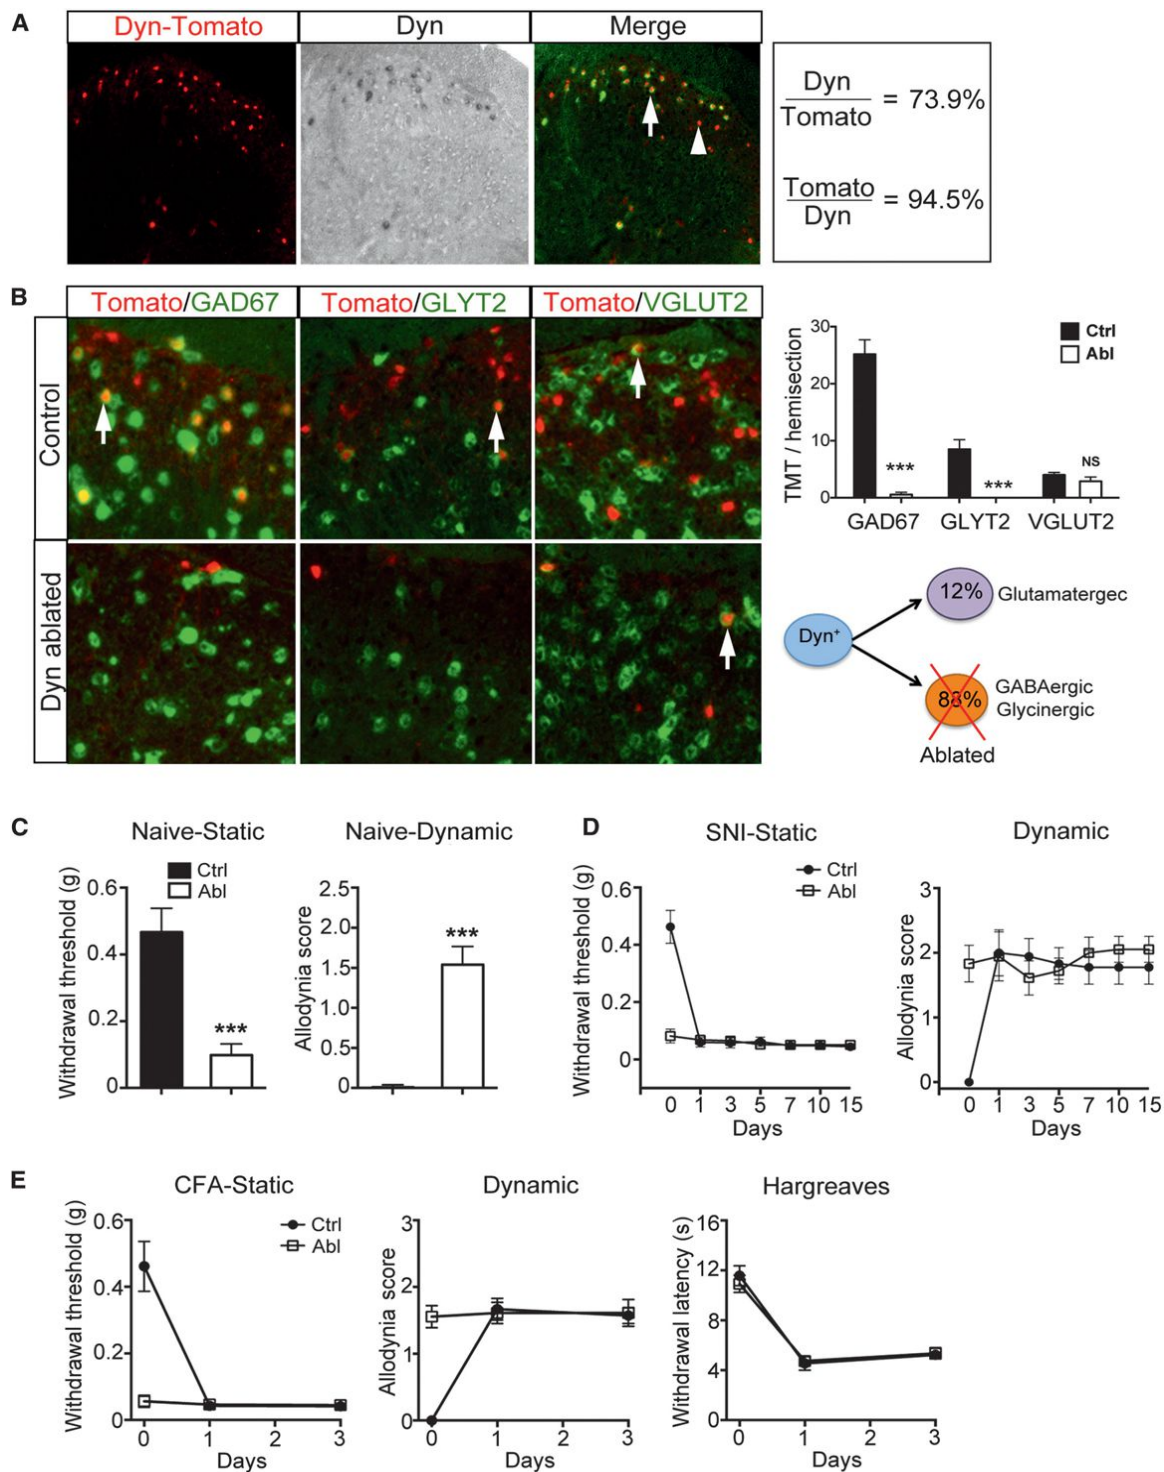 A
Dyn-Tomato
Dyn
Merge
Dyn
Tomato
= 73.9%
Tomato
Dyn
= 94.5%
B
Tomato/GAD67
Tomato/GLYT2
Tomato/VGLUT2
Control
Dyn ablated
TMT / hemisection
30
20
10
0
Ctrl
Abl
***
***
NS
GAD67
GLYT2
VGLUT2
Dyn+
12%
Glutamatergec
88%
GABAergic
Glycinergic
Ablated
C
Naive-Static
Ctrl
Abl
Withdrawal threshold (g)
0.6
0.4
0.2
0
***
Naive-Dynamic
Allodynia score
2.5
2.0
1.5
1.0
0.5
0
***
D
SNI-Static
Ctrl
Abl
Withdrawal threshold (g)
0.6
0.4
0.2
0
0 1 3 5 7 10 15
Days
Dynamic
Allodynia score
3
2
1
0
0 1 3 5 7 10 15
Days
E
CFA-Static
Ctrl
Abl
Withdrawal threshold (g)
0.6
0.4
0.2
0
0 1 2 3
Days
Dynamic
Allodynia score
3
2
1
0
0 1 2 3
Days
Hargreaves
Withdrawal latency (s)
16
12
8
4
0
0 1 2 3
Days